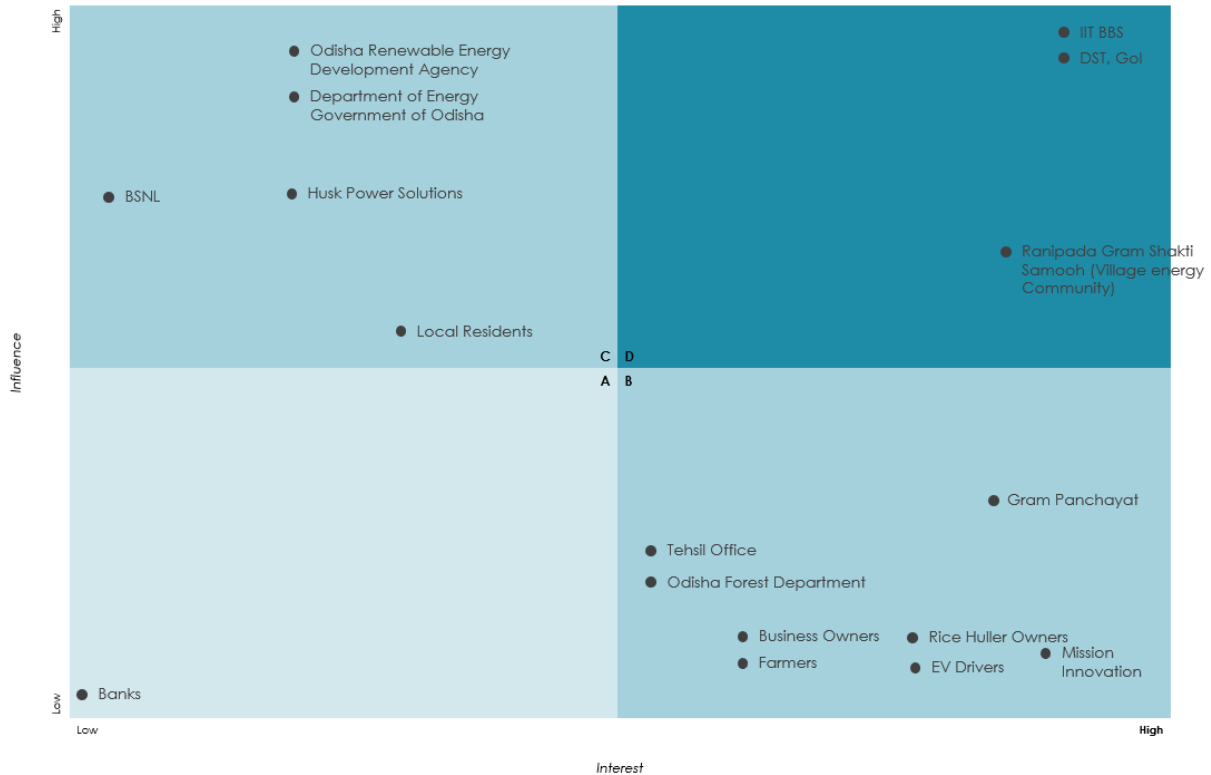 High
Odisha Renewable Energy
Development Agency
Department of Energy
Government of Odisha
BSNL
Husk Power Solutions
Local Residents
IIT BBS
DST, GoI
Ranipada Gram Shakti
Samooh (Village energy
Community)
C D
A B
Influence
Gram Panchayat
Tehsil Office
Odisha Forest Department
Business Owners
Rice Huller Owners
Farmers
EV Drivers
Mission
Innovation
Banks
Low
Low
High
Interest